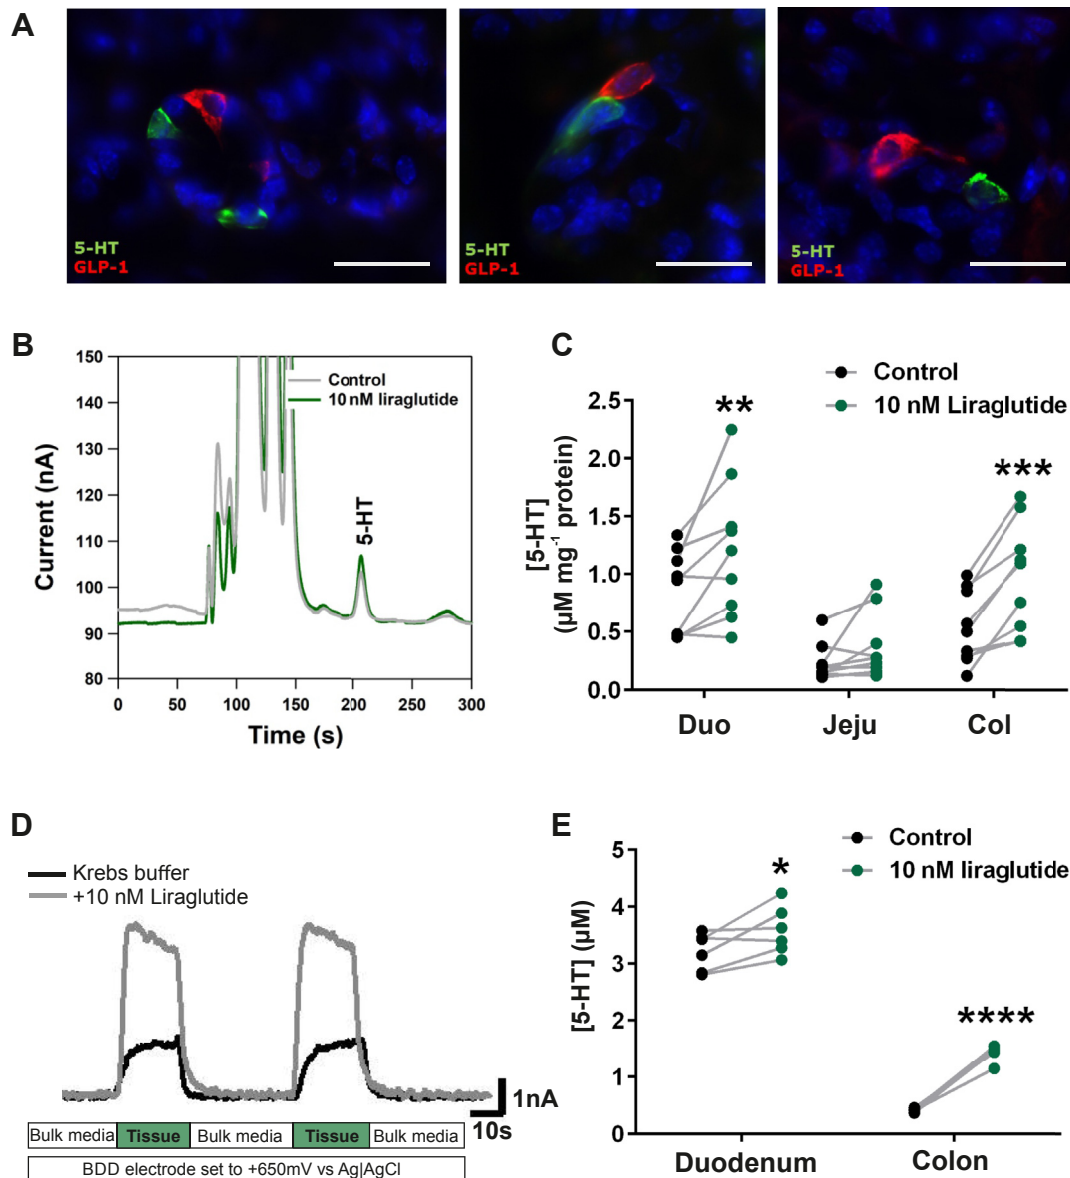 A
5-HT
GLP-1
5-HT
GLP-1
5-HT
GLP-1
B
150
140
130
120
110
100
90
80
0
50
100
150
200
250
300
Current (nA)
Time (s)
Control
10 nM liraglutide
5-HT
C
Control
10 nM Liraglutide
2.5
2.0
1.5
1.0
0.5
0.0
[5-HT]
(μM mg⁻¹ protein)
**
***
Duo
Jeju
Col
D
Krebs buffer
+10 nM Liraglutide
1nA
10s
Bulk media Tissue Bulk media Tissue Bulk media
BDD electrode set to +650mV vs Ag|AgCl
E
Control
10 nM liraglutide
5
4
3
2
1
0
[5-HT] (μM)
*
****
Duodenum
Colon